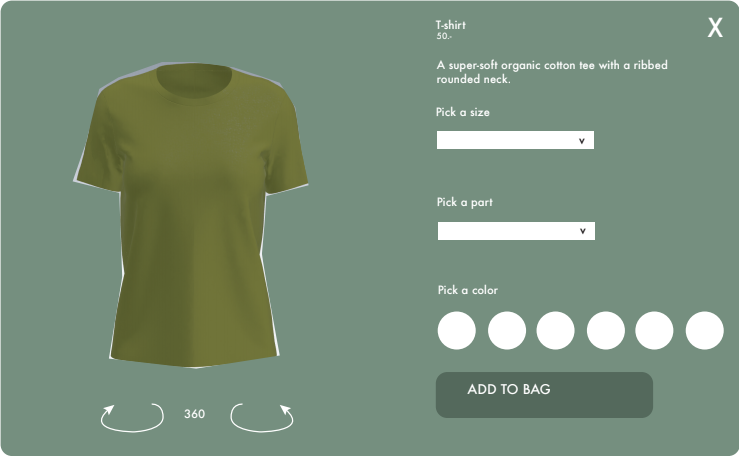 T-shirt
50.-
X
A super-soft organic cotton tee with a ribbed
rounded neck.
Pick a size
Pick a part
Pick a color
ADD TO BAG
360